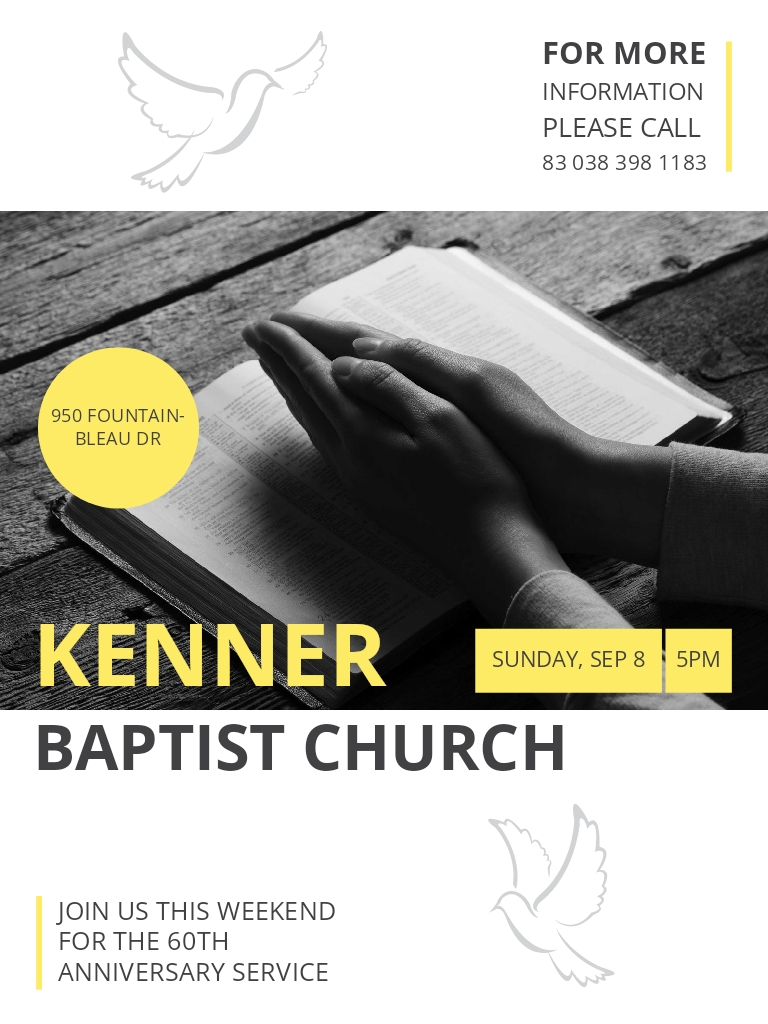 FOR MORE
INFORMATION
PLEASE CALL
83 038 398 1183
950 FOUNTAIN-
BLEAU DR
KENNER
SUNDAY, SEP 8
5PM
BAPTIST CHURCH
JOIN US THIS WEEKEND
FOR THE 60TH
ANNIVERSARY SERVICE